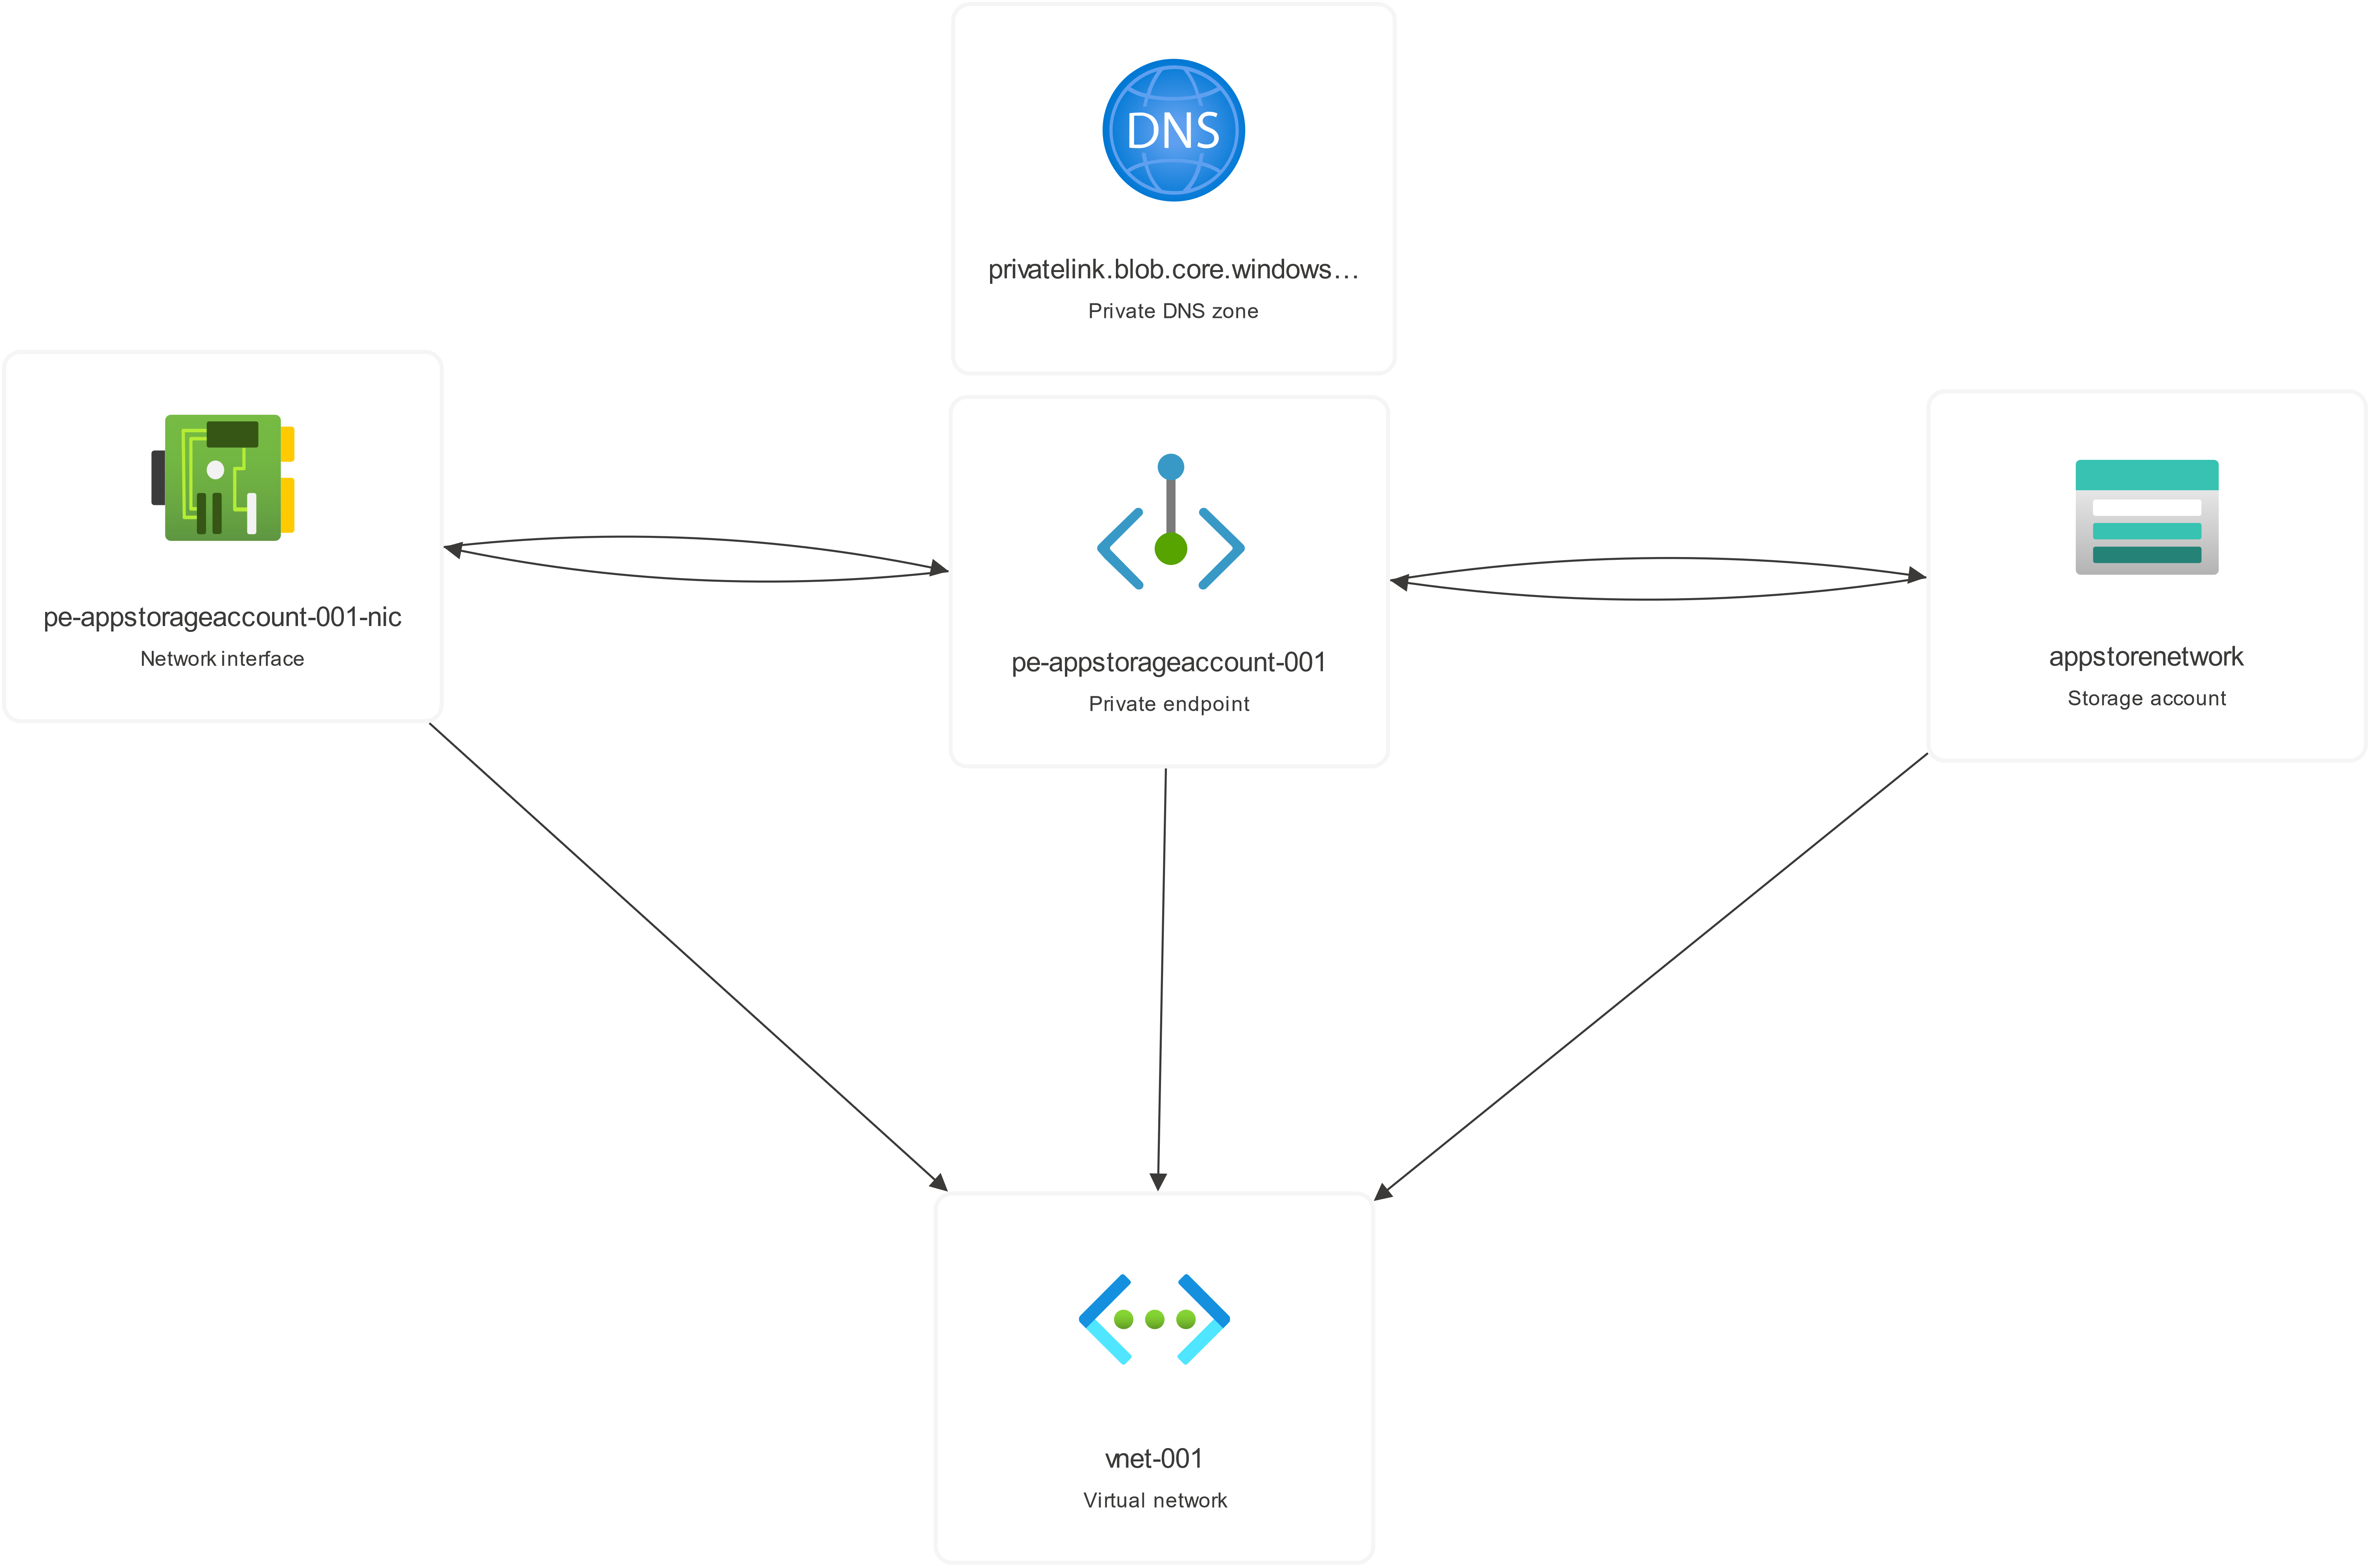 DNS
privatelink.blob.core.windows...
Private DNS zone
pe-appstorageaccount-001-nic
Network interface
pe-appstorageaccount-001
Private endpoint
appstorenetwork
Storage account
vnet-001
Virtual network